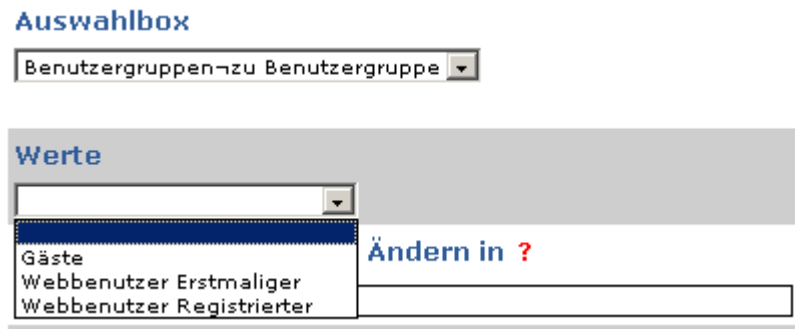 Auswahlbox
Benutzergruppen¬zu Benutzergruppe
Werte
Ändern in ?
Gäste
Webbenutzer Erstmaliger
Webbenutzer Registrierter